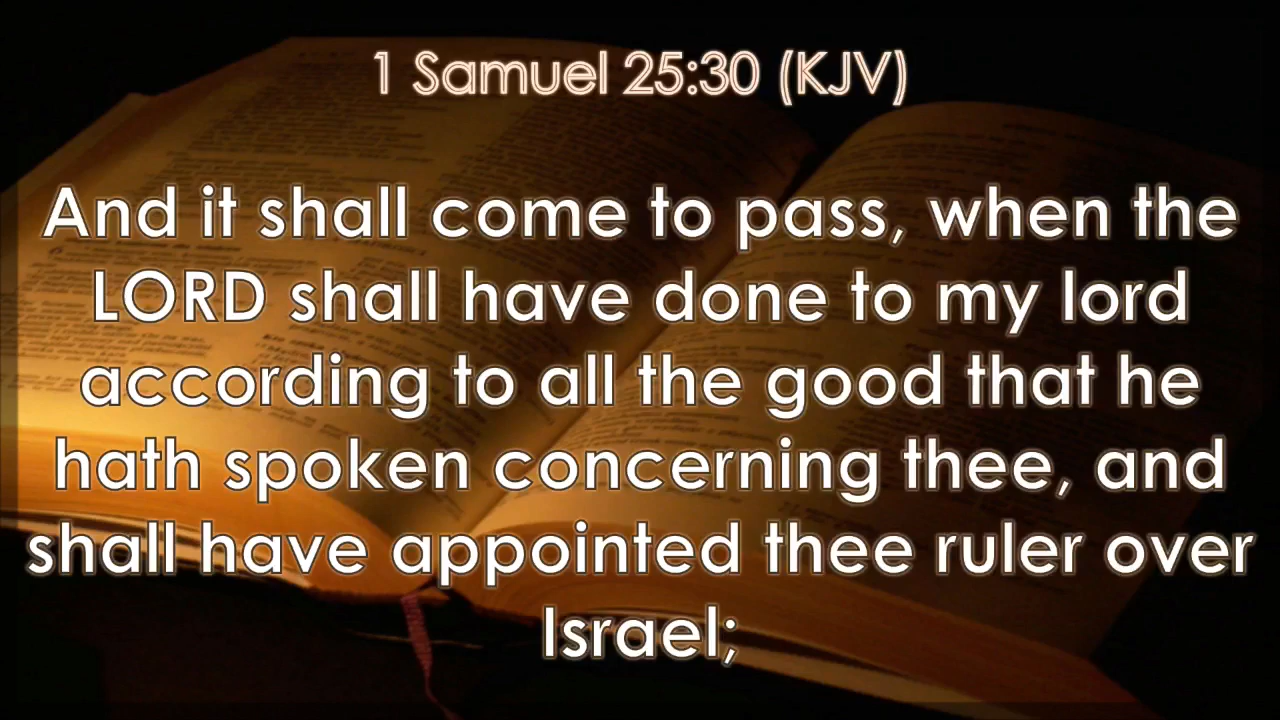 1 Samuel 25:30 (KJV)
And it shall come to pass, when the
LORD shall have done to my lord
according to all the good that he
hath spoken concerning thee, and
shall have appointed thee ruler over
Israel;